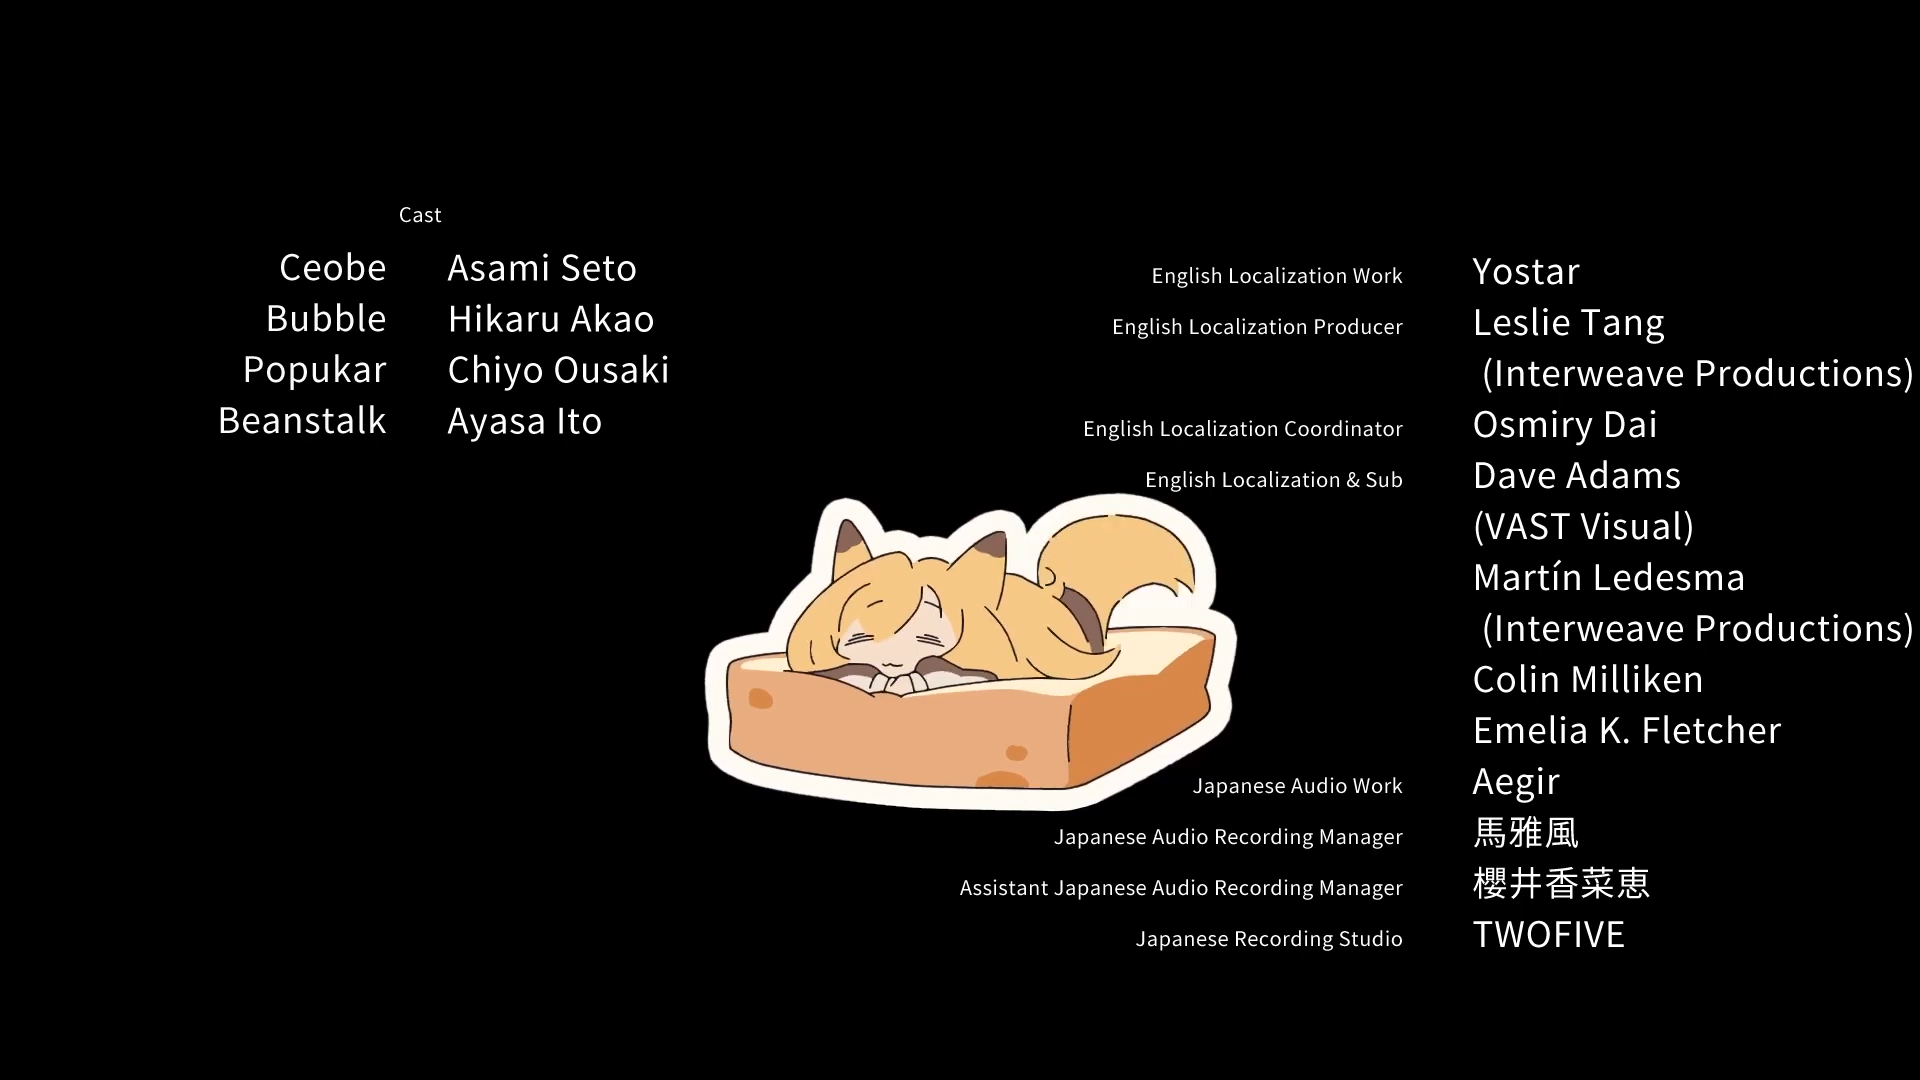 Cast
Ceobe Asami Seto
Bubble Hikaru Akao
Popukar Chiyo Ousaki
Beanstalk Ayasa Ito
English Localization Work Yostar
English Localization Producer Leslie Tang
(Interweave Productions)
English Localization Coordinator Osmiry Dai
English Localization & Sub Dave Adams
(VAST Visual)
Martín Ledesma
(Interweave Productions)
Colin Milliken
Emelia K. Fletcher
Japanese Audio Work Aegir
Japanese Audio Recording Manager 馬雅風
Assistant Japanese Audio Recording Manager 櫻井香菜恵
Japanese Recording Studio TWOFIVE